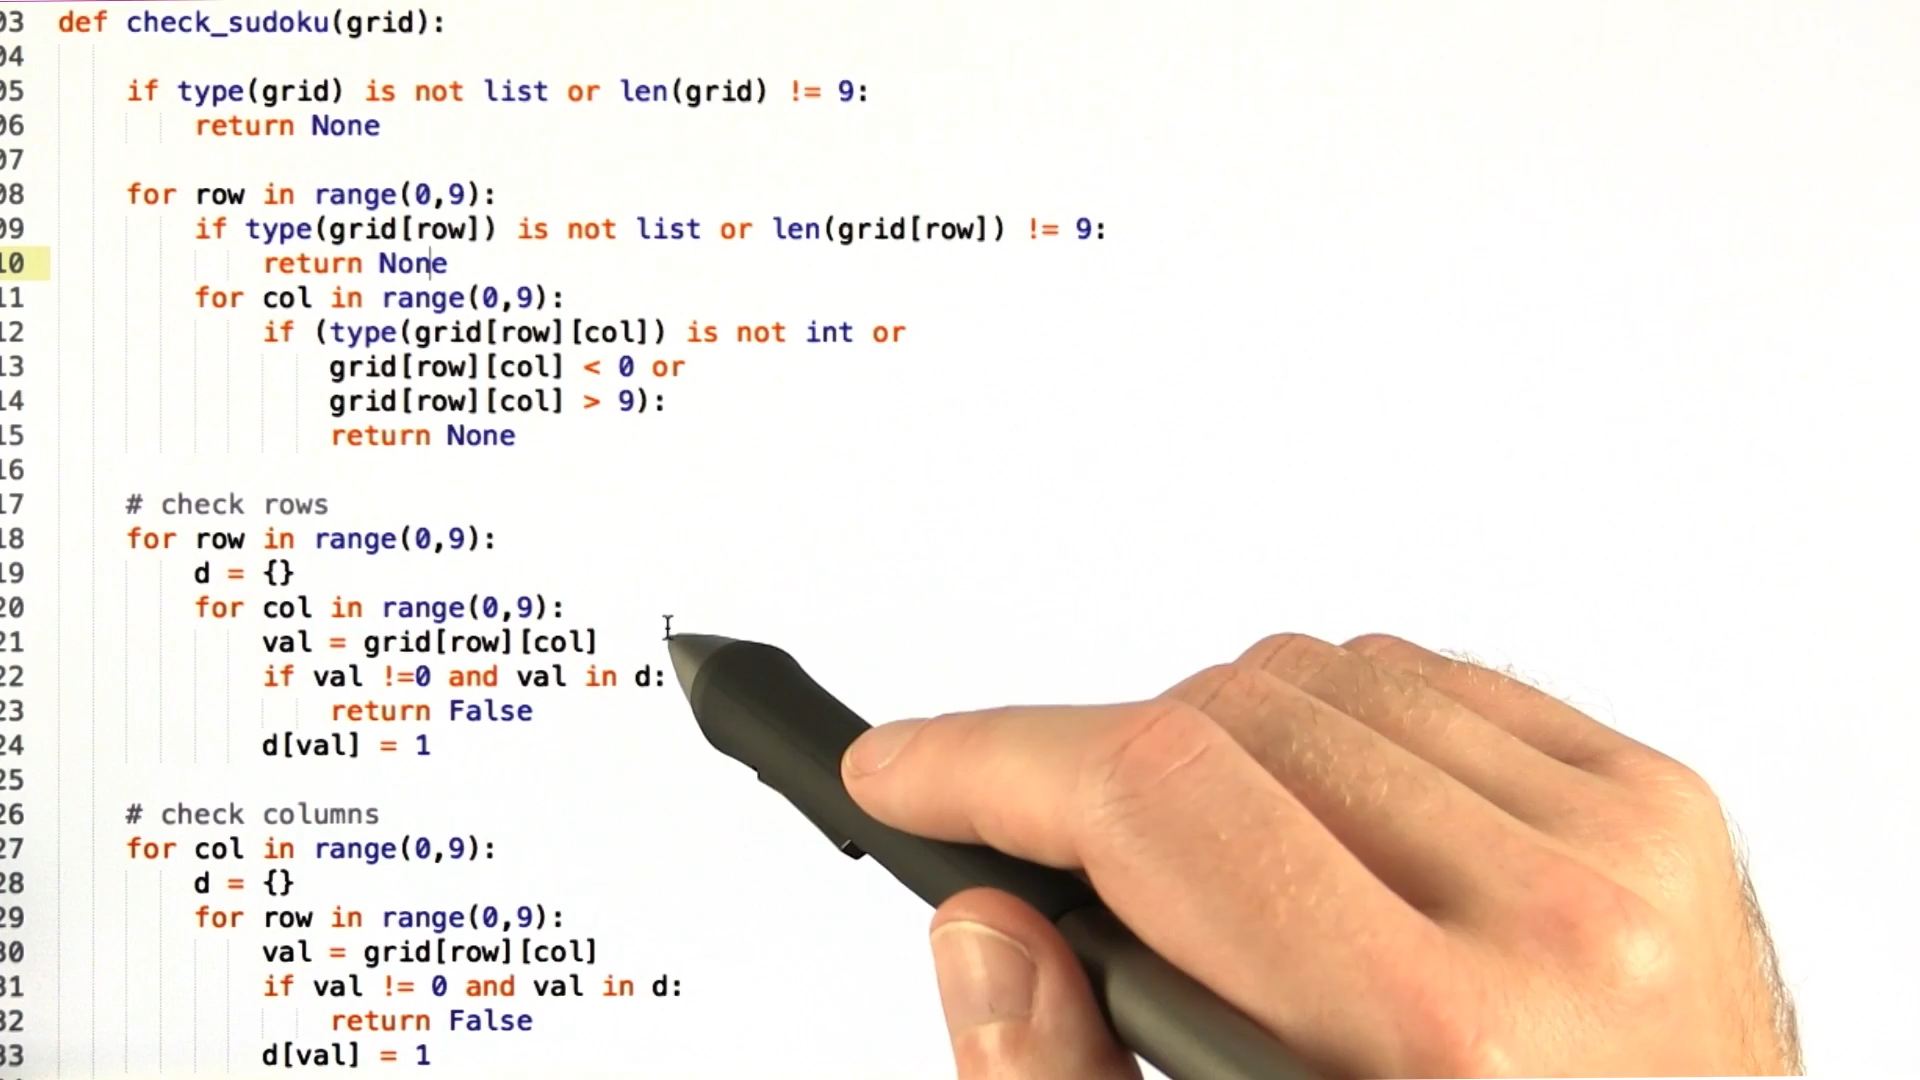 03 def check_sudoku(grid):
04
05 if type(grid) is not list or len(grid) != 9:
06 return None
07
08 for row in range(0,9):
09 if type(grid[row]) is not list or len(grid[row]) != 9:
10 return None
11 for col in range(0,9):
12 if (type(grid[row][col]) is not int or
13 grid[row][col] < 0 or
14 grid[row][col] > 9):
15 return None
16
17 # check rows
18 for row in range(0,9):
19 d = {}
20 for col in range(0,9):
21 val = grid[row][col]
22 if val !=0 and val in d:
23 return False
24 d[val] = 1
25
26 # check columns
27 for col in range(0,9):
28 d = {}
29 for row in range(0,9):
30 val = grid[row][col]
31 if val != 0 and val in d:
32 return False
33 d[val] = 1